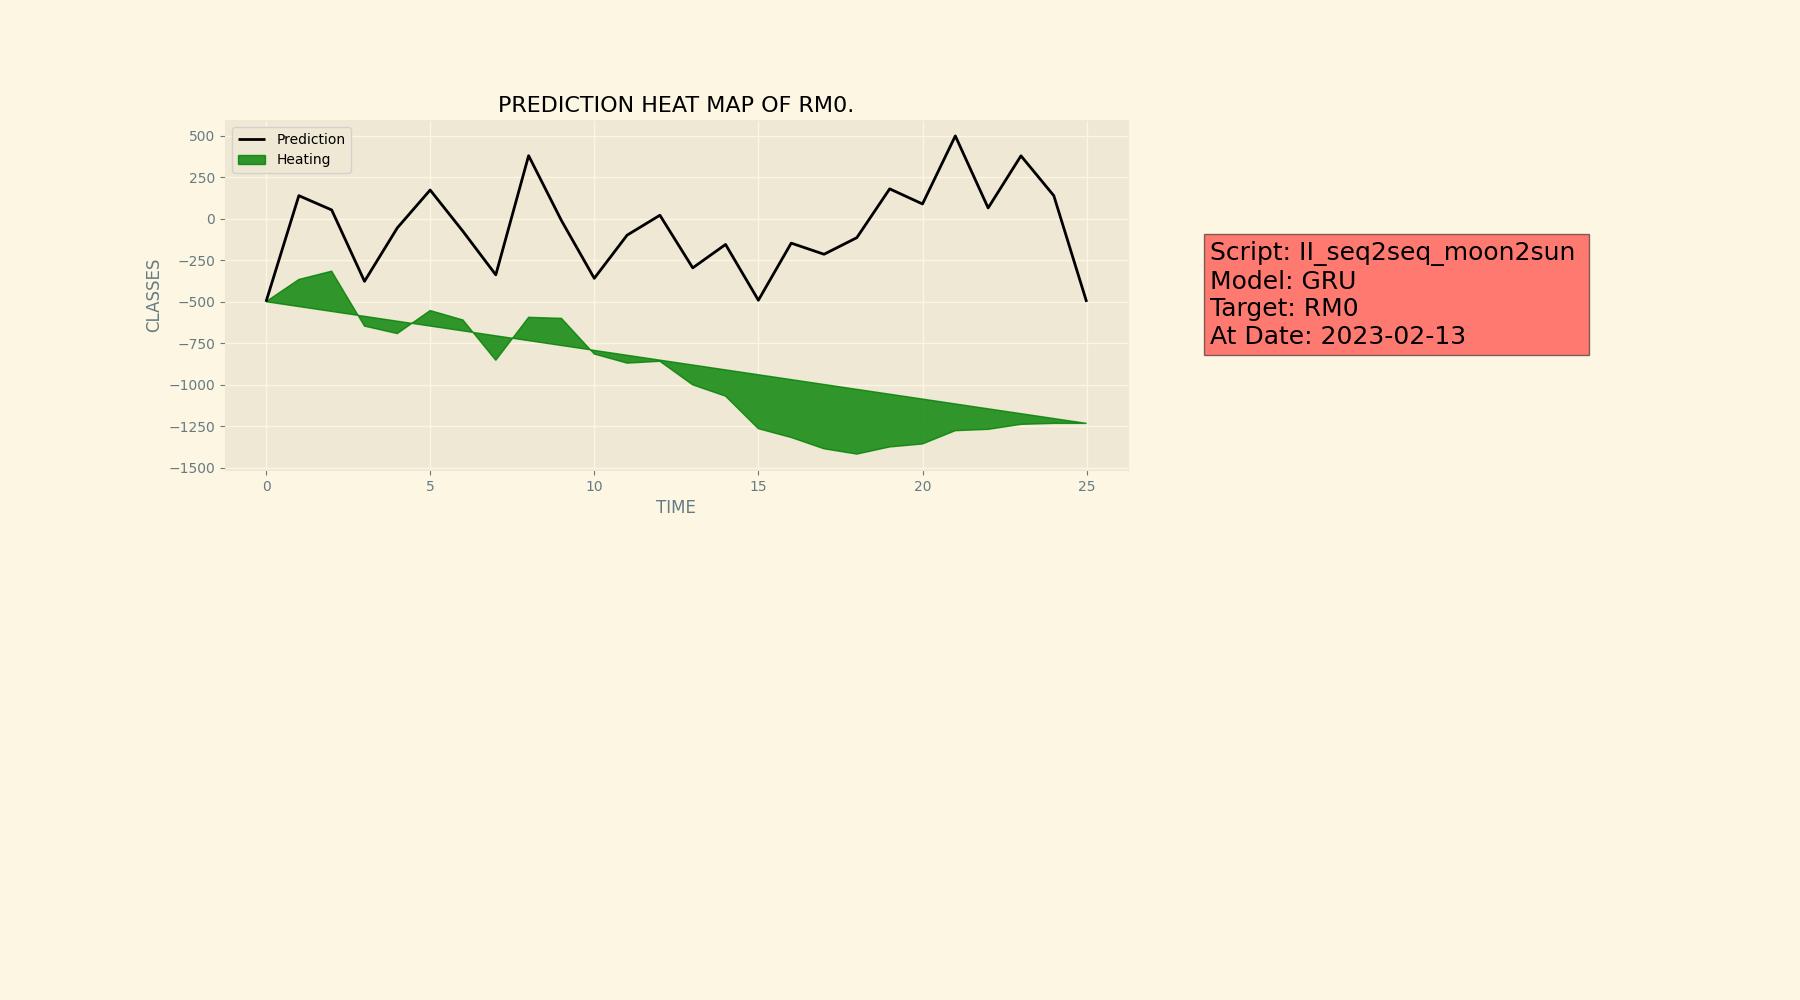 PREDICTION HEAT MAP OF RM0.
Prediction
Heating
500
250
0
−250
−500
−750
−1000
−1250
−1500
CLASSES
0 5 10 15 20 25
TIME
Script: II_seq2seq_moon2sun
Model: GRU
Target: RM0
At Date: 2023-02-13